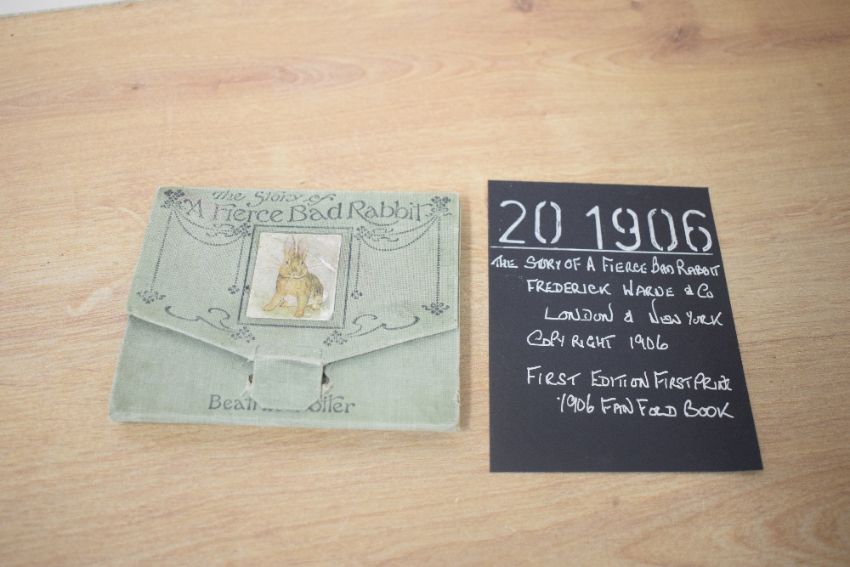 The Story of
A Fierce Bad Rabbit
Beatri otter
20 1906
THE STORY OF A FIERCE BAD RABBIT
FREDERICK WARNE & CO
LONDON & NEW YORK
COPYRIGHT 1906
FIRST EDITION FIRST PRINT
1906 FAN FOLD BOOK